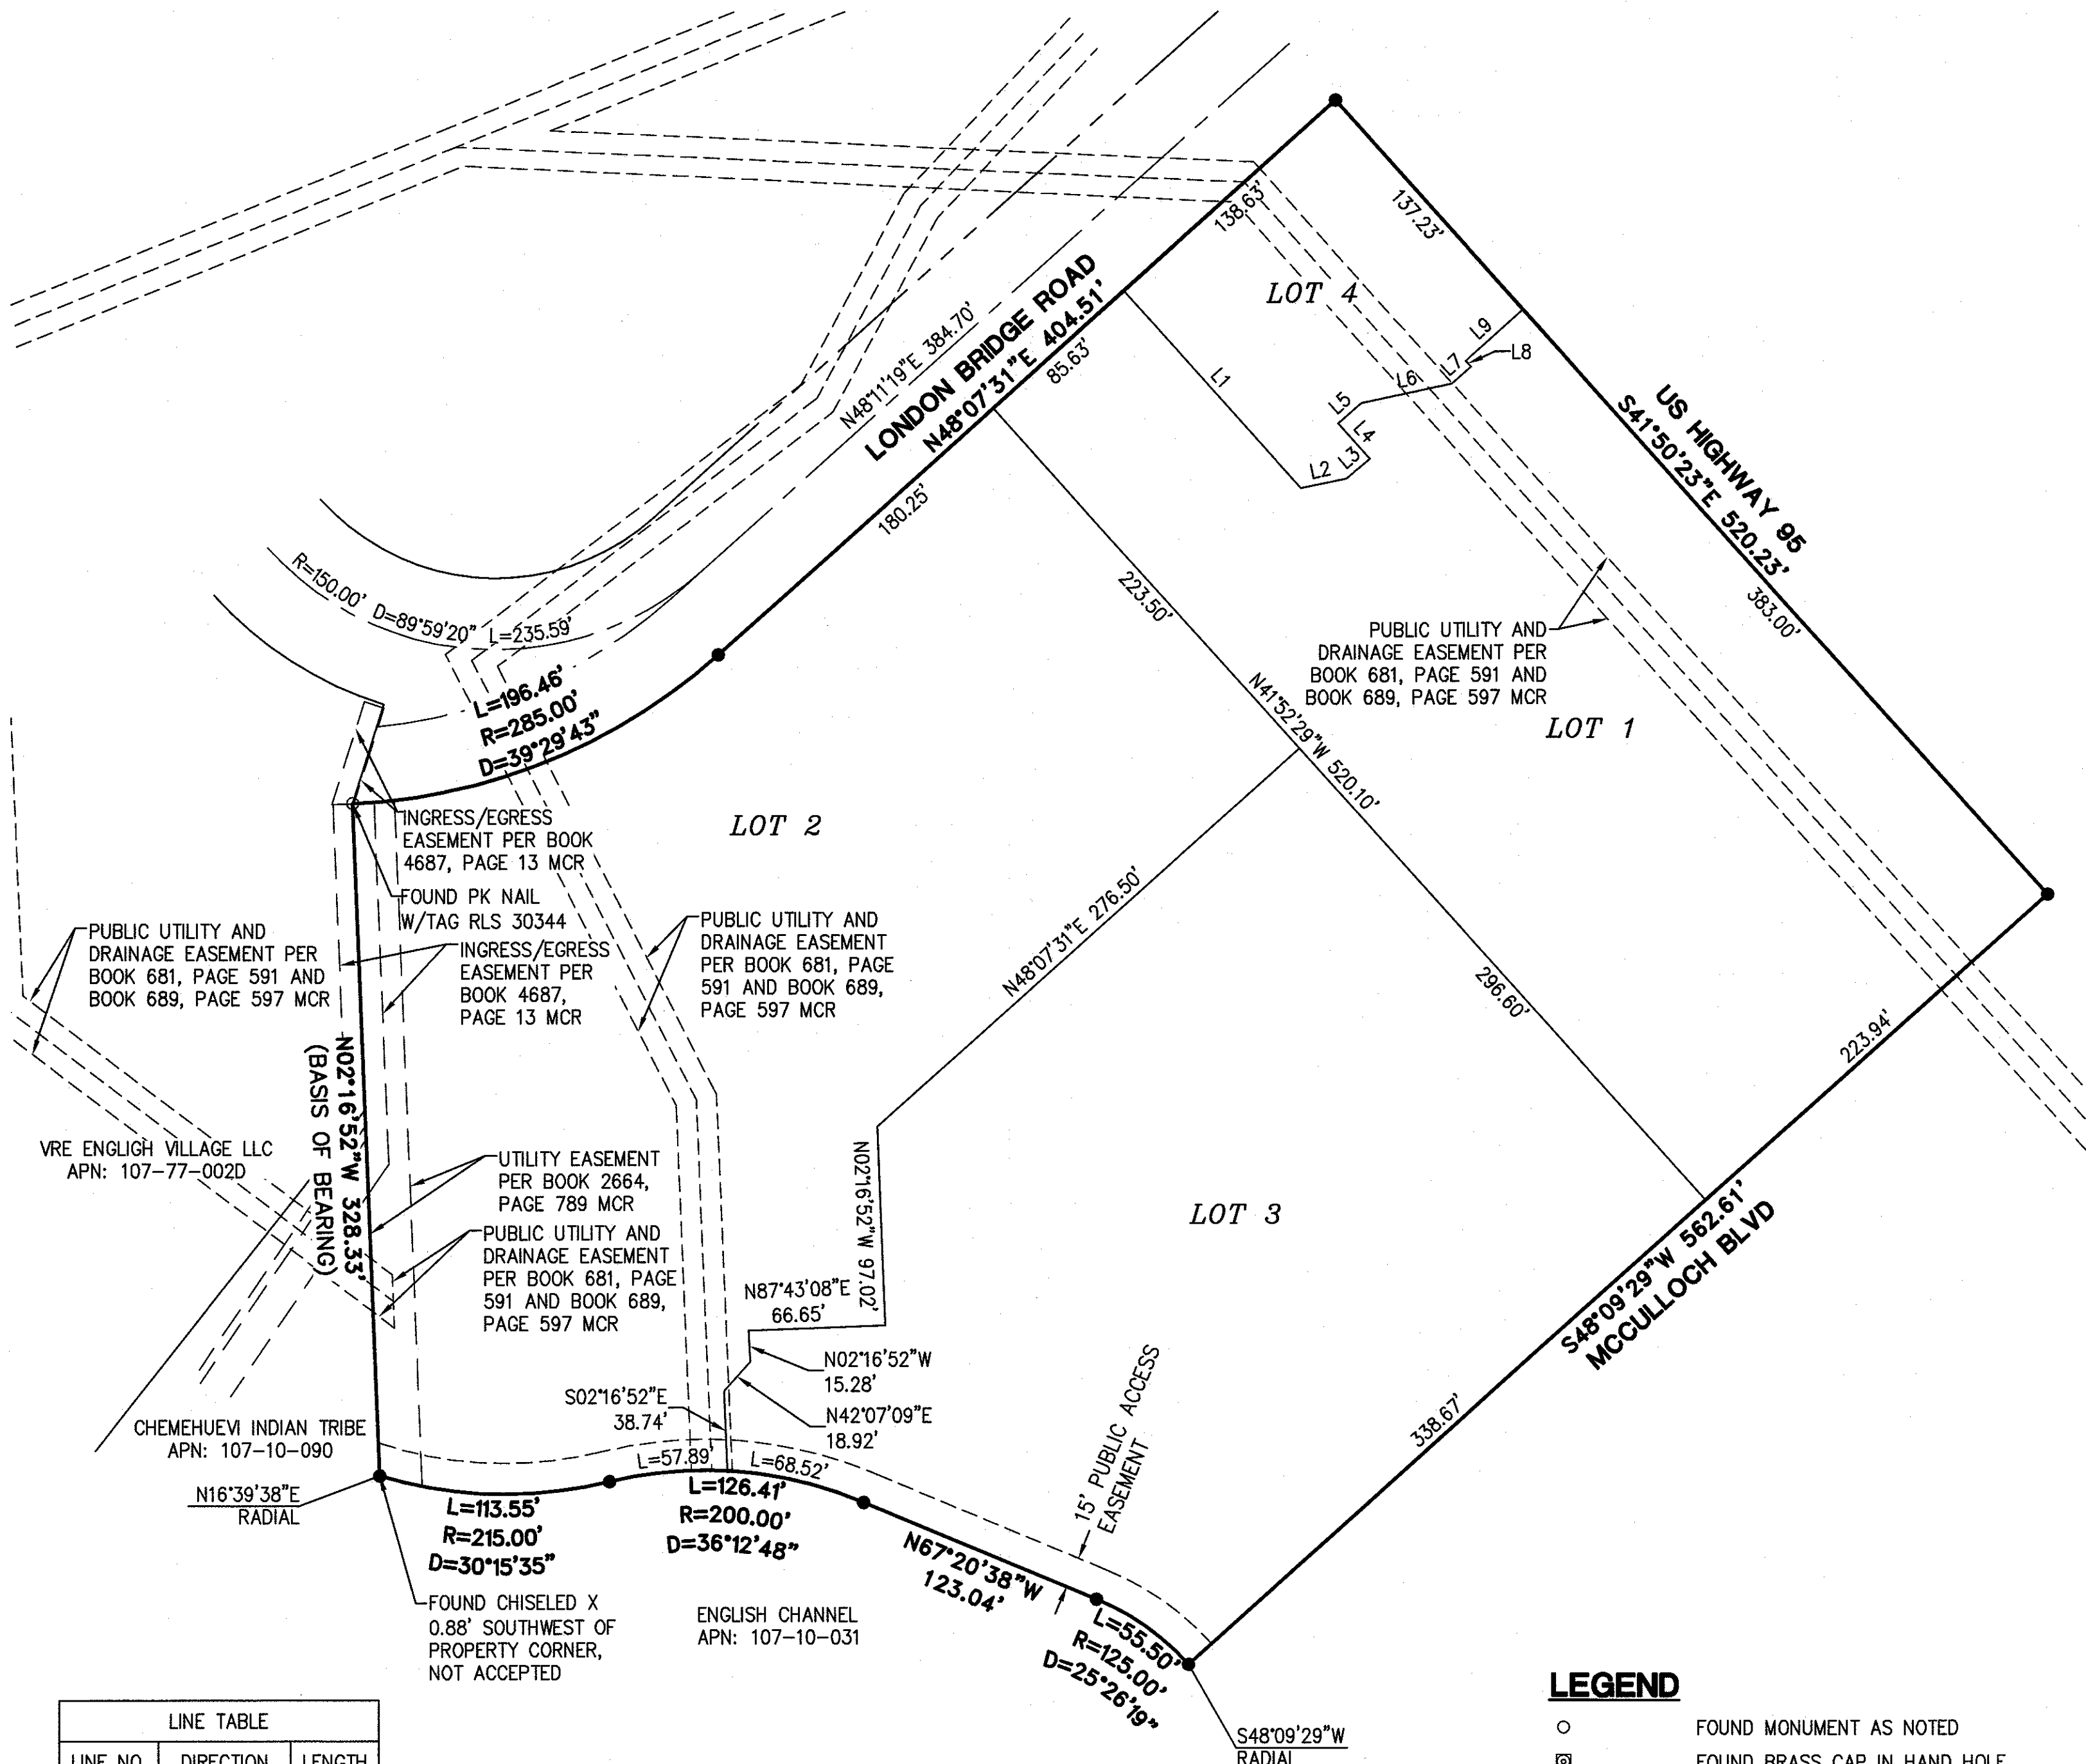 138.63'
137.23'
LOT 4
L9
L8
L7
L6
L5
L4
L3
L2
L1
LONDON BRIDGE ROAD
N48°07'31"E 404.51'
N48°11'19"E 384.70'
85.63'
180.25'
US HIGHWAY 95
S41°50'23"E 520.23'
383.00'
R=150.00' D=89°59'20" L=235.59'
223.50'
PUBLIC UTILITY AND
DRAINAGE EASEMENT PER
BOOK 681, PAGE 591 AND
BOOK 689, PAGE 597 MCR
LOT 1
L=196.46'
R=285.00'
D=39°29'43"
N41°52'29"W 520.10'
LOT 2
INGRESS/EGRESS
EASEMENT PER BOOK
4687, PAGE 13 MCR
FOUND PK NAIL
W/TAG RLS 30344
PUBLIC UTILITY AND
DRAINAGE EASEMENT PER
BOOK 681, PAGE 591 AND
BOOK 689, PAGE 597 MCR
INGRESS/EGRESS
EASEMENT PER
BOOK 4687,
PAGE 13 MCR
PUBLIC UTILITY AND
DRAINAGE EASEMENT
PER BOOK 681, PAGE
591 AND BOOK 689,
PAGE 597 MCR
N48°07'31"E 276.50'
296.60'
223.94'
N02°16'52"W 328.33'
(BASIS OF BEARING)
VRE ENGLIGH VILLAGE LLC
APN: 107-77-002D
UTILITY EASEMENT
PER BOOK 2664,
PAGE 789 MCR
PUBLIC UTILITY AND
DRAINAGE EASEMENT
PER BOOK 681, PAGE
591 AND BOOK 689,
PAGE 597 MCR
N02°16'52"W 97.02'
LOT 3
N87°43'08"E
66.65'
N02°16'52"W
15.28'
S02°16'52"E
38.74'
N42°07'09"E
18.92'
S48°09'29"W 562.61'
MCCULLOCH BLVD
338.67'
CHEMEHUEVI INDIAN TRIBE
APN: 107-10-090
L=57.89'
L=68.52'
15' PUBLIC ACCESS
EASEMENT
N16°39'38"E
RADIAL
L=113.55'
R=215.00'
D=30°15'35"
L=126.41'
R=200.00'
D=36°12'48"
N67°20'38"W
123.04'
FOUND CHISELED X
0.88' SOUTHWEST OF
PROPERTY CORNER,
NOT ACCEPTED
ENGLISH CHANNEL
APN: 107-10-031
L=55.50'
R=125.00'
D=25°26'19"
S48°09'29"W
RADIAL
LINE TABLE
LINE NO. DIRECTION LENGTH
LEGEND
FOUND MONUMENT AS NOTED
FOUND BRASS CAP IN HAND HOLE